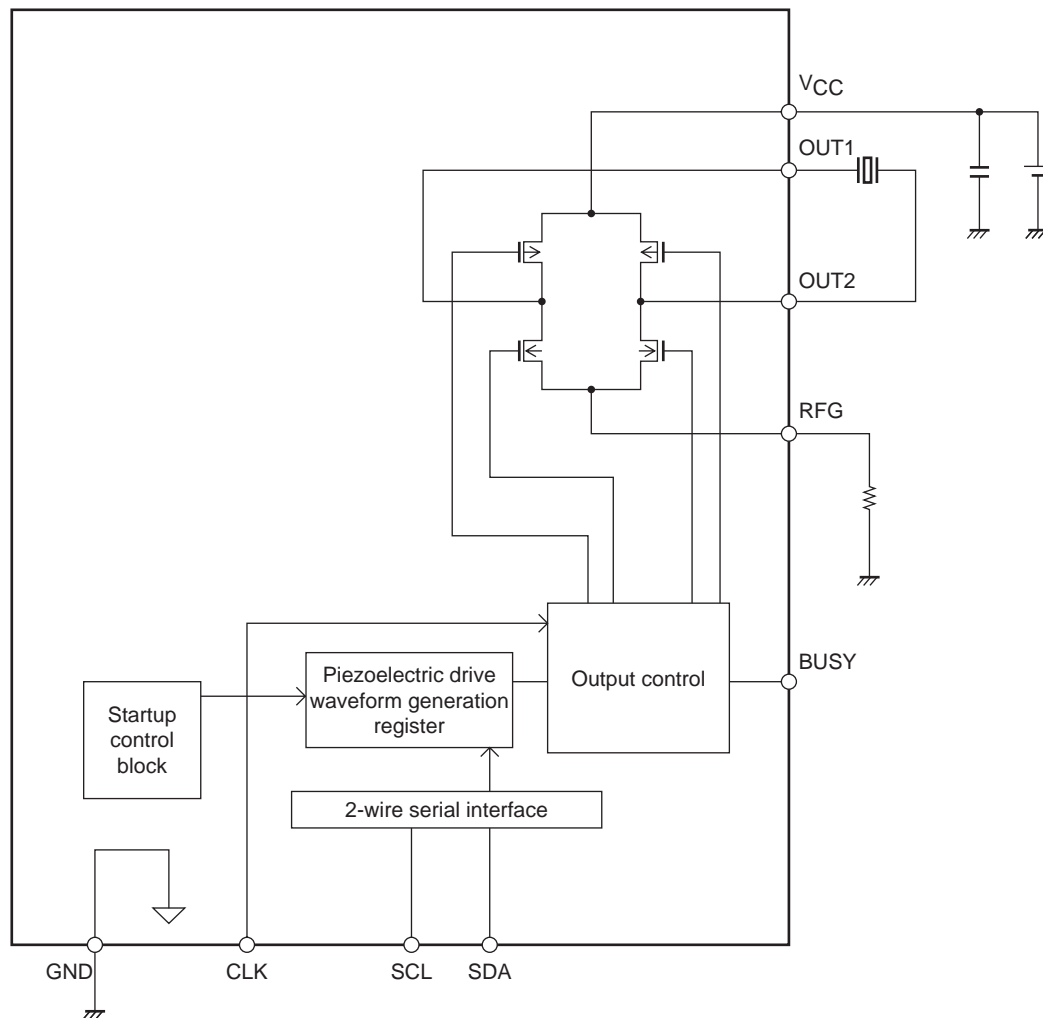 VCC
OUT1
OUT2
RFG
BUSY
Output control
Piezoelectric drive
waveform generation
register
Startup
control
block
2-wire serial interface
GND
CLK
SCL
SDA